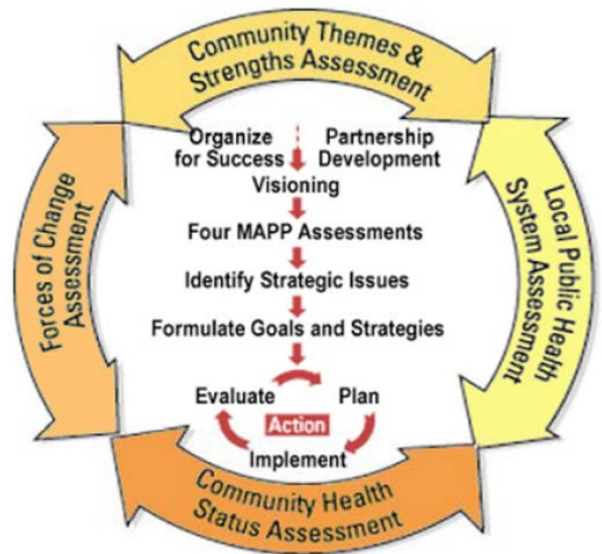 Community Themes &
Strengths Assessment
Organize
for Success
Partnership
Development
Visioning
Four MAPP Assessments
Identify Strategic Issues
Formulate Goals and Strategies
Evaluate
Plan
Action
Implement
Forces of Change
Assessment
Local Public Health
System Assessment
Community Health
Status Assessment